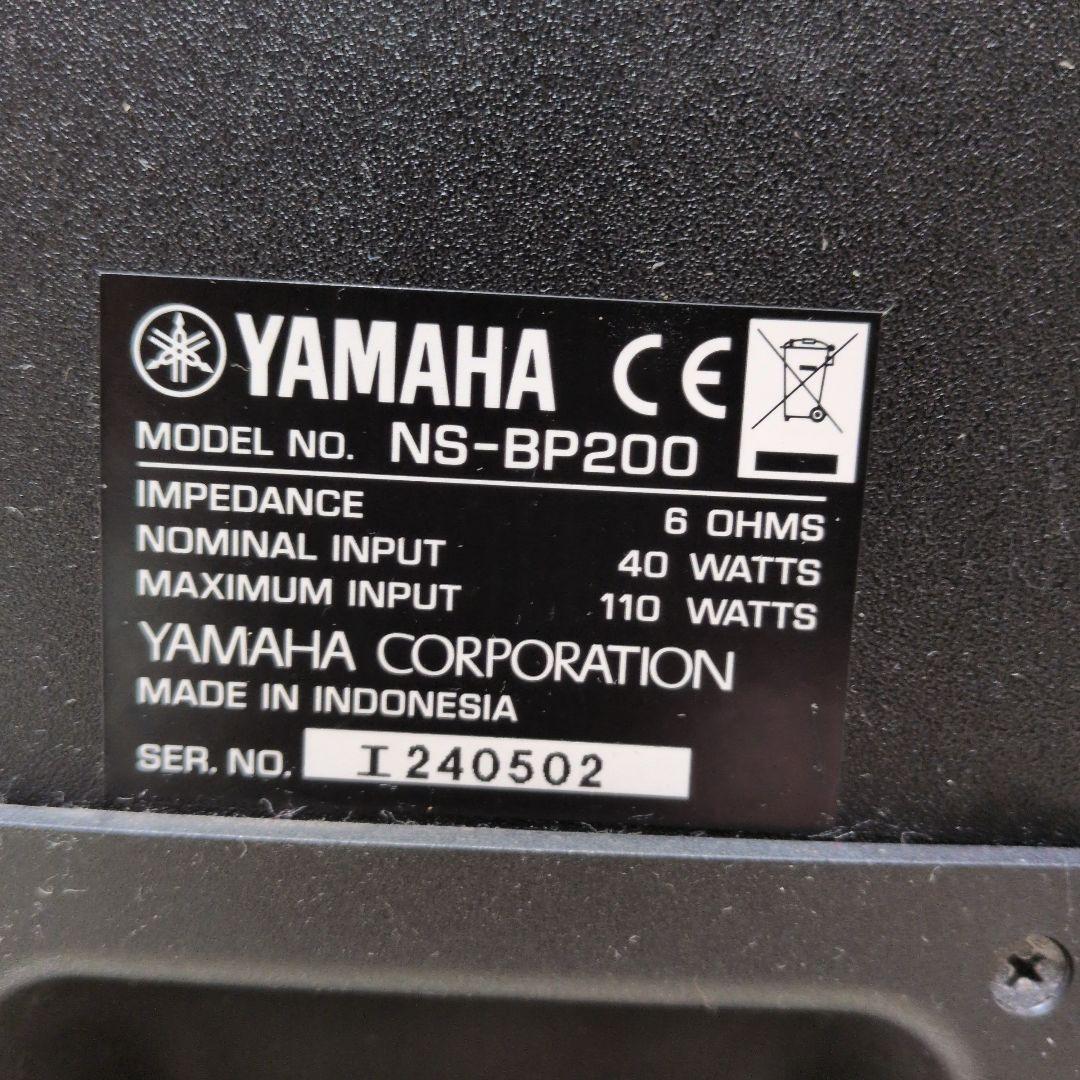 YAMAHA CE
MODEL NO. NS-BP200
IMPEDANCE 6 OHMS
NOMINAL INPUT 40 WATTS
MAXIMUM INPUT 110 WATTS
YAMAHA CORPORATION
MADE IN INDONESIA
SER. NO. I240502